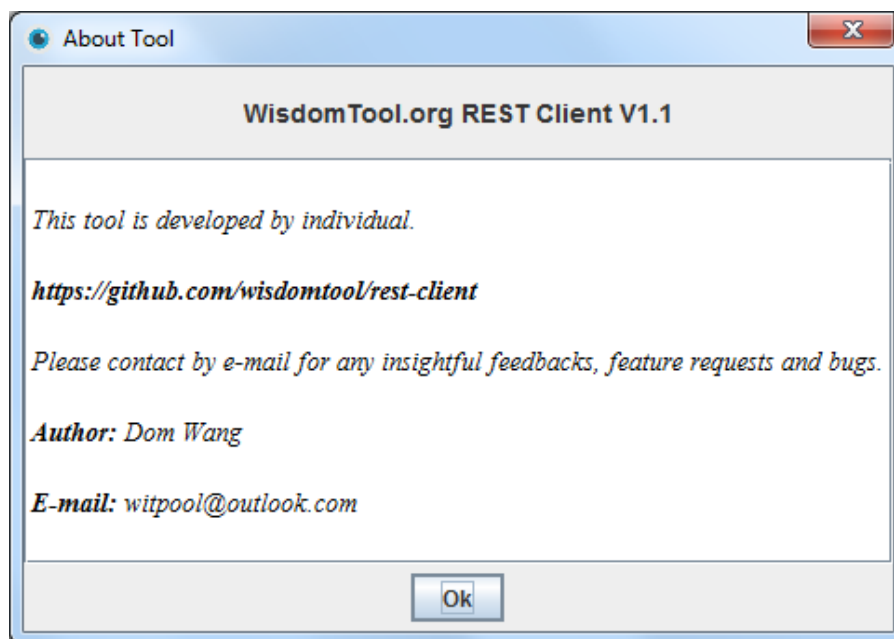 About Tool
WisdomTool.org REST Client V1.1
This tool is developed by individual.
https://github.com/wisdomtool/rest-client
Please contact by e-mail for any insightful feedbacks, feature requests and bugs.
Author: Dom Wang
E-mail: witpool@outlook.com
Ok